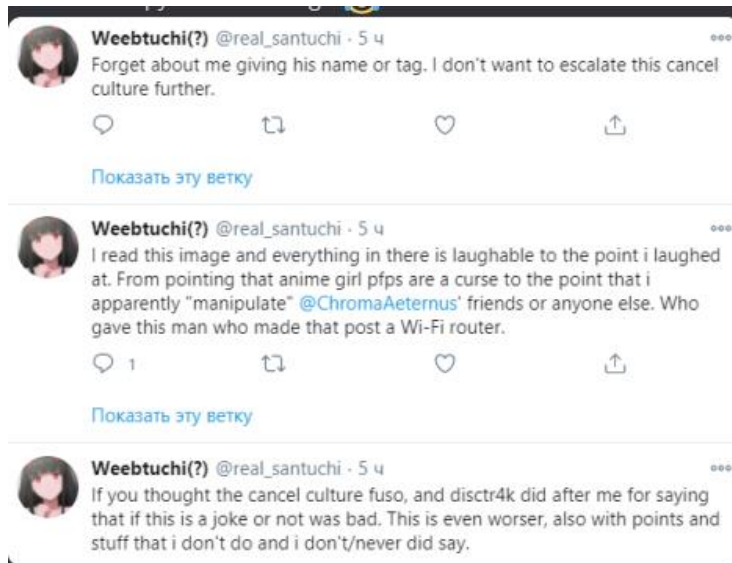 Weebtuchi(?) @real_santuchi · 5 ч
Forget about me giving his name or tag. I don't want to escalate this cancel
culture further.
Показать эту ветку
Weebtuchi(?) @real_santuchi · 5 ч
I read this image and everything in there is laughable to the point i laughed
at. From pointing that anime girl pfps are a curse to the point that i
apparently "manipulate" @ChromaAeternus' friends or anyone else. Who
gave this man who made that post a Wi-Fi router.
1
Показать эту ветку
Weebtuchi(?) @real_santuchi · 5 ч
If you thought the cancel culture fuso, and disctr4k did after me for saying
that if this is a joke or not was bad. This is even worser, also with points and
stuff that i don't do and i don't/never did say.